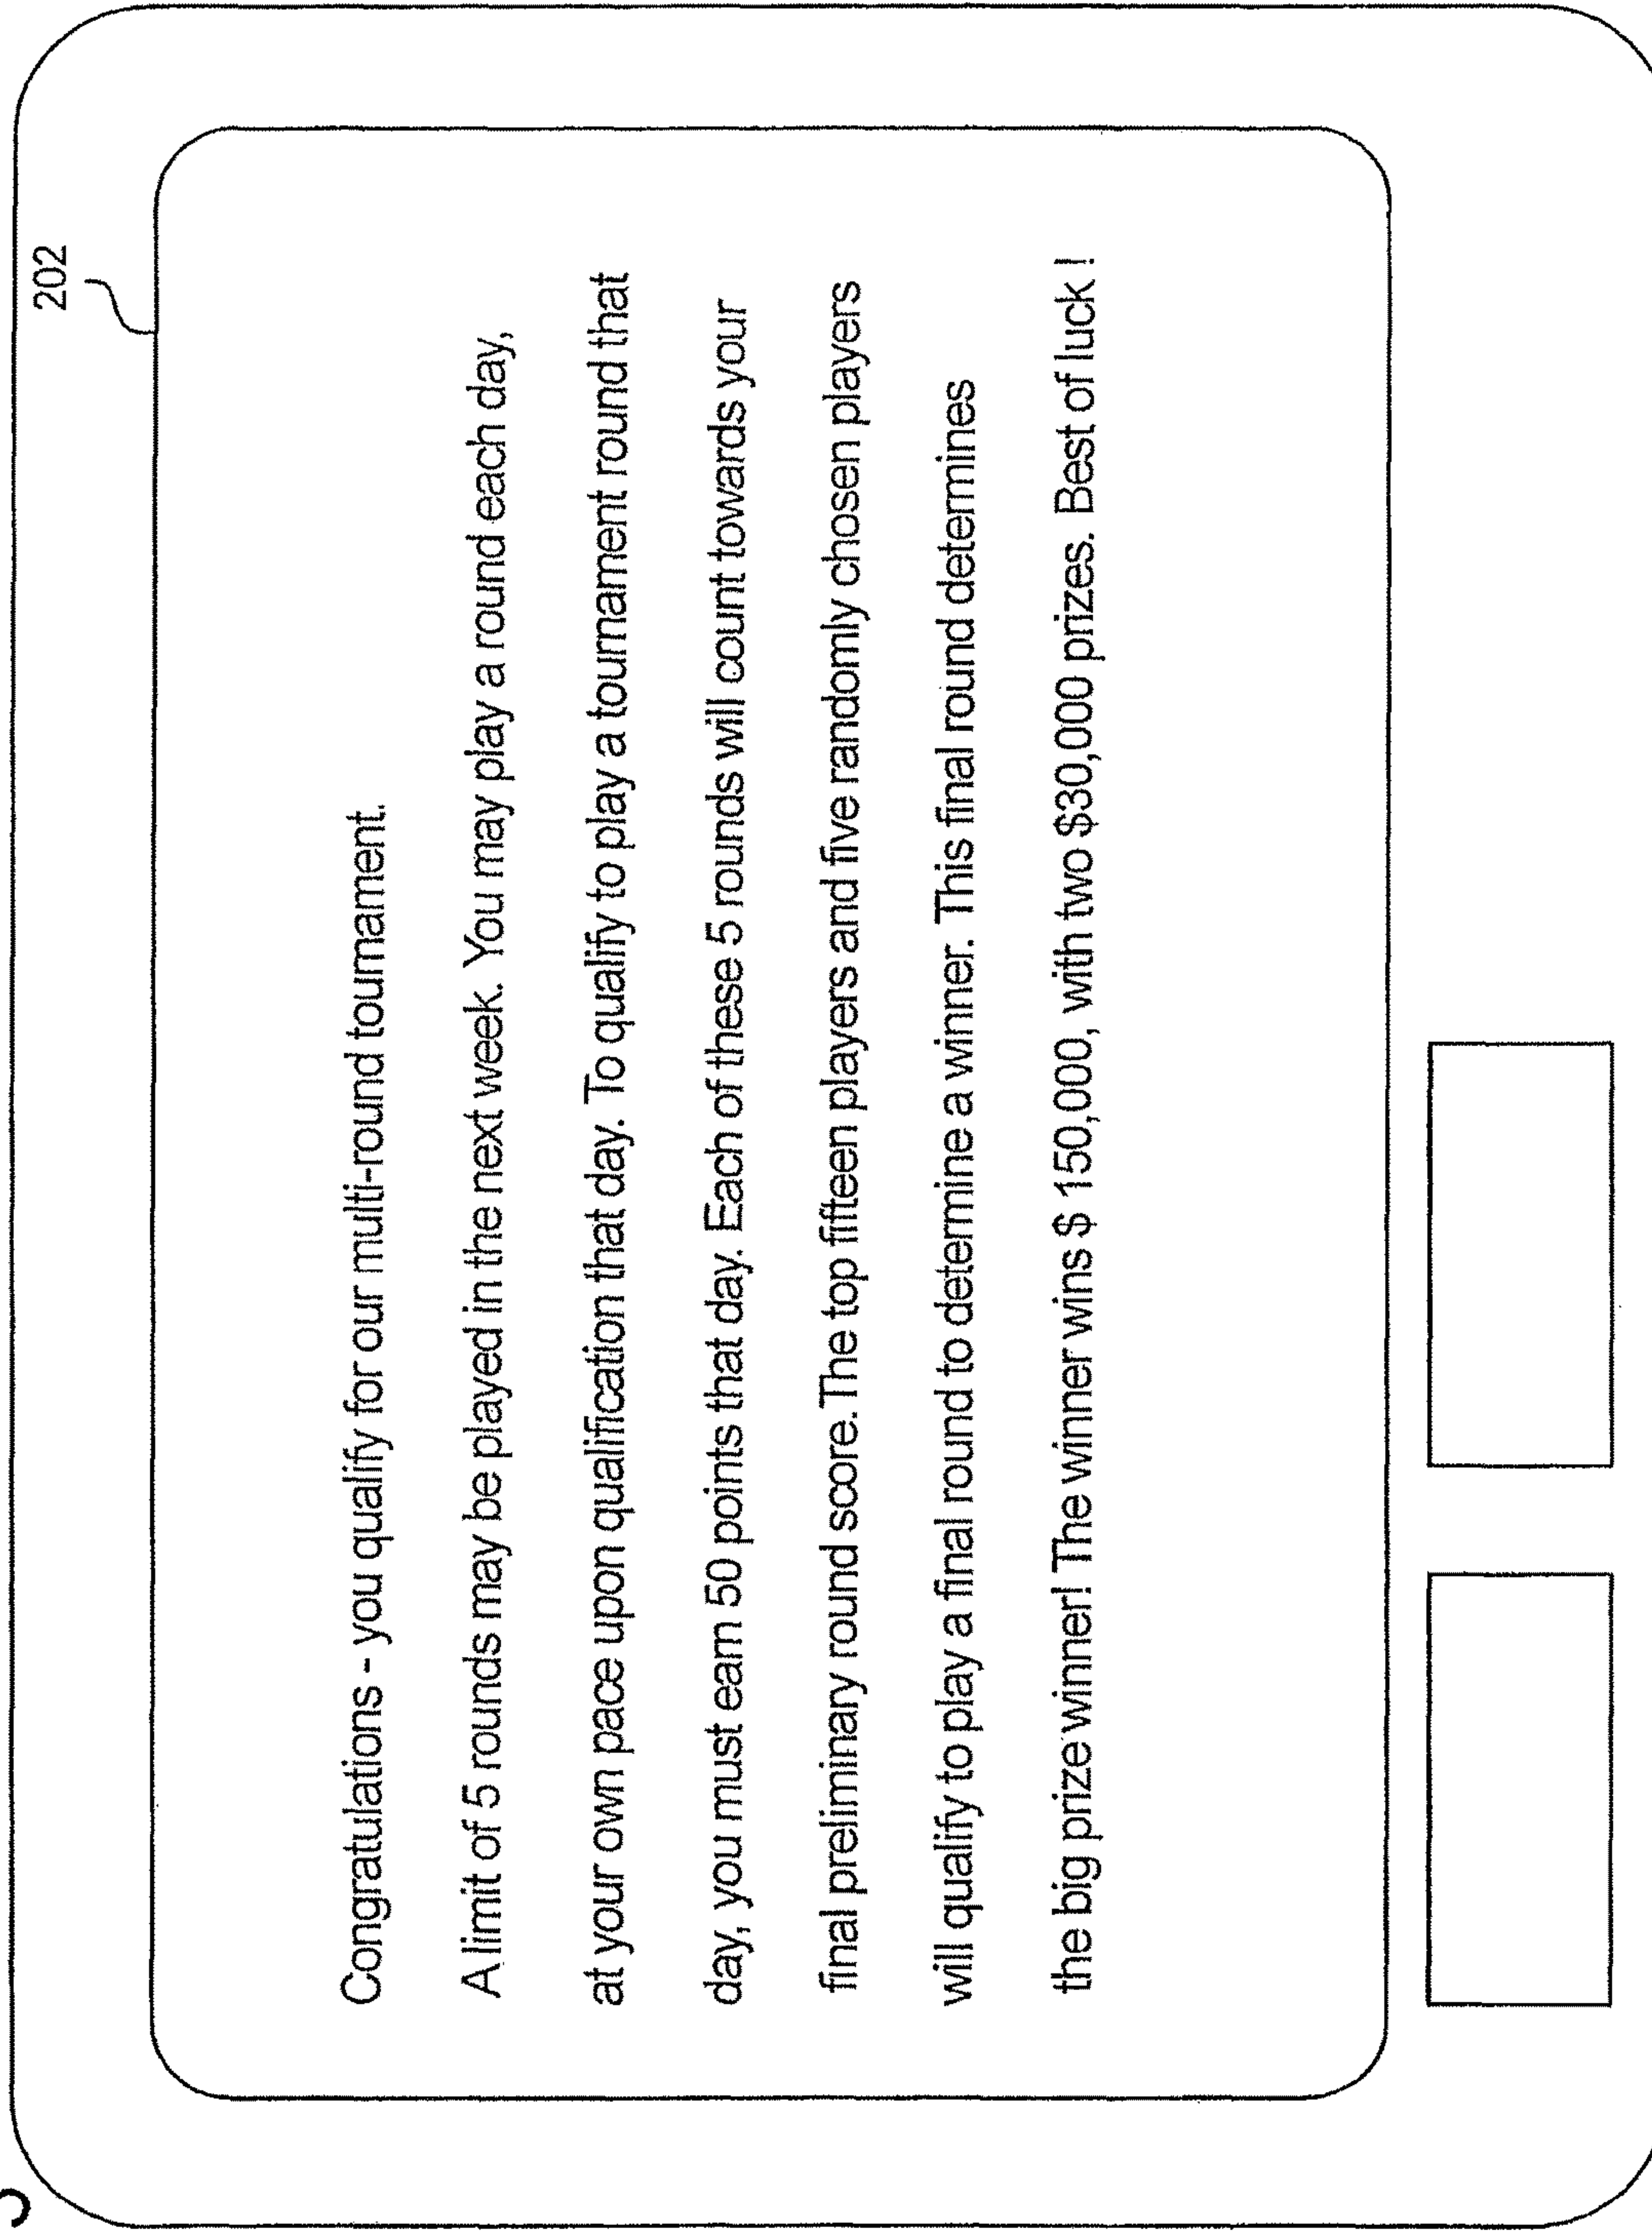 202
Congratulations - you qualify for our multi-round tournament.
A limit of 5 rounds may be played in the next week. You may play a round each day,
at your own pace upon qualification that day. To qualify to play a tournament round that
day, you must earn 50 points that day. Each of these 5 rounds will count towards your
final preliminary round score. The top fifteen players and five randomly chosen players
will qualify to play a final round to determine a winner. This final round determines
the big prize winner! The winner wins $ 150,000, with two $30,000 prizes. Best of luck !